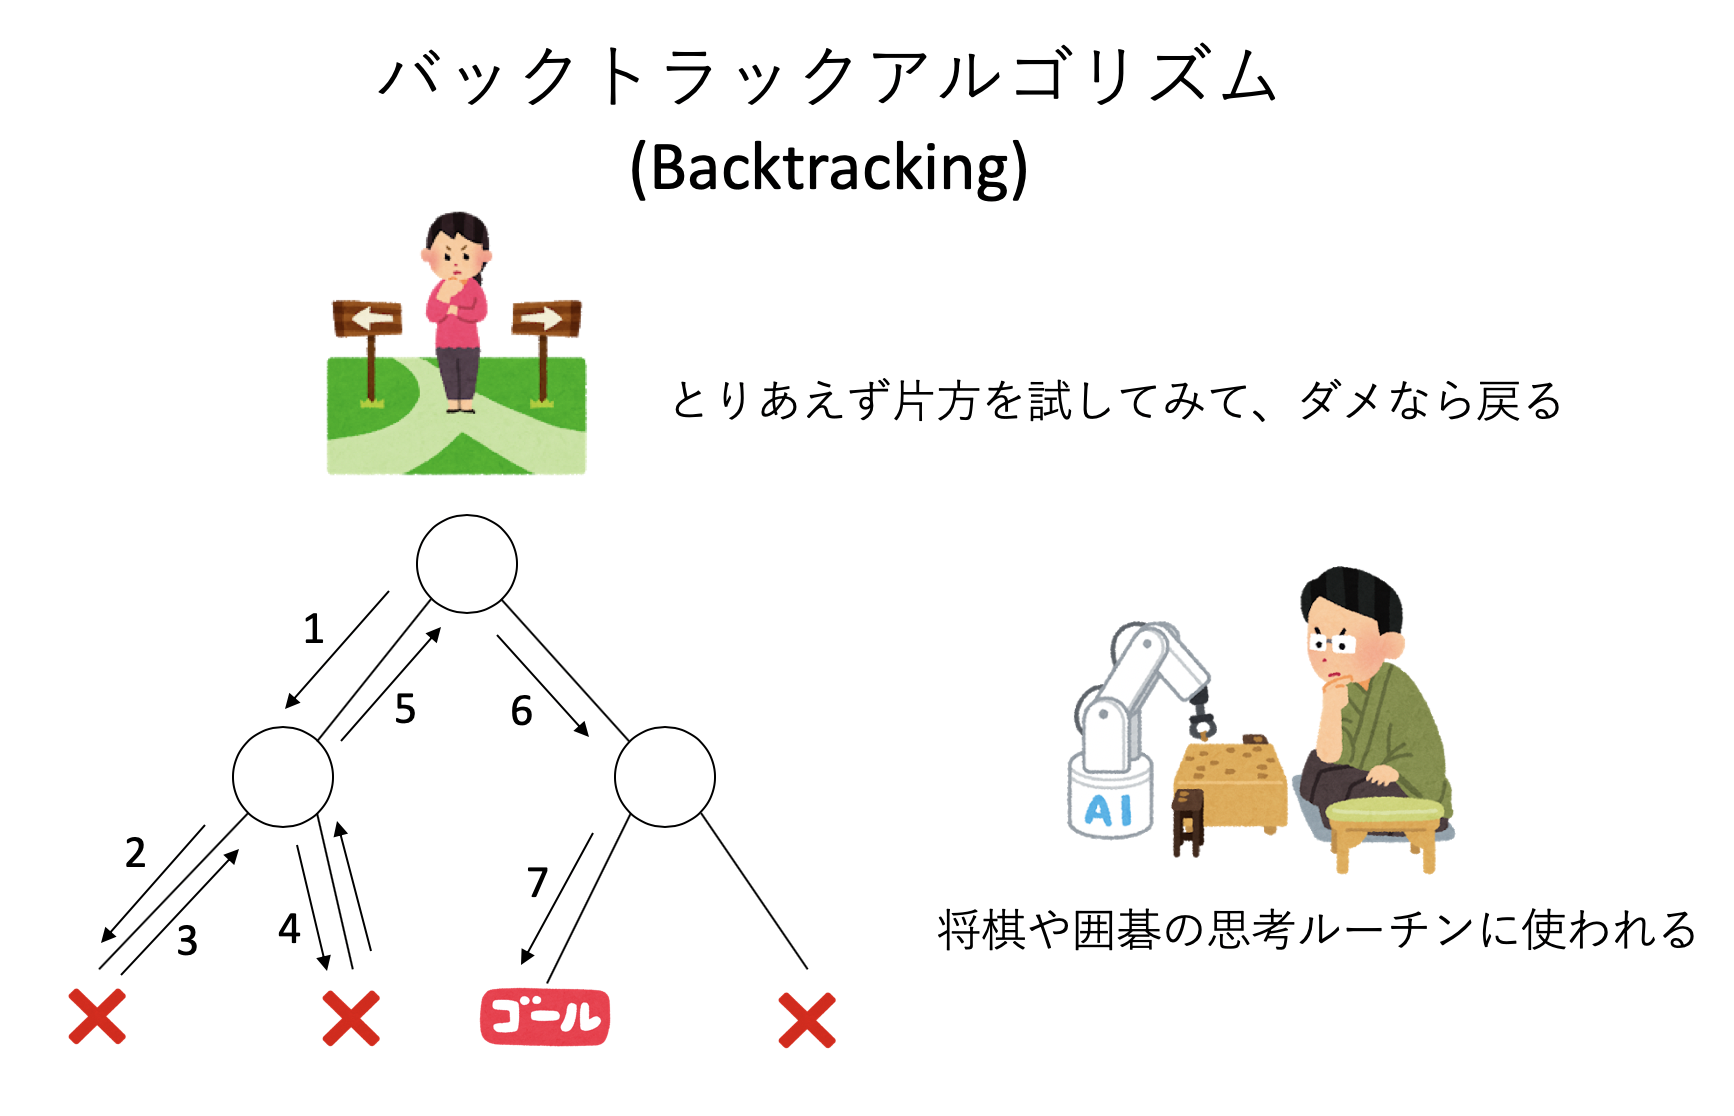 バックトラックアルゴリズム
(Backtracking)
とりあえず片方を試してみて、ダメなら戻る
1
5
6
2
3
4
7
ゴール
AI
将棋や囲碁の思考ルーチンに使われる